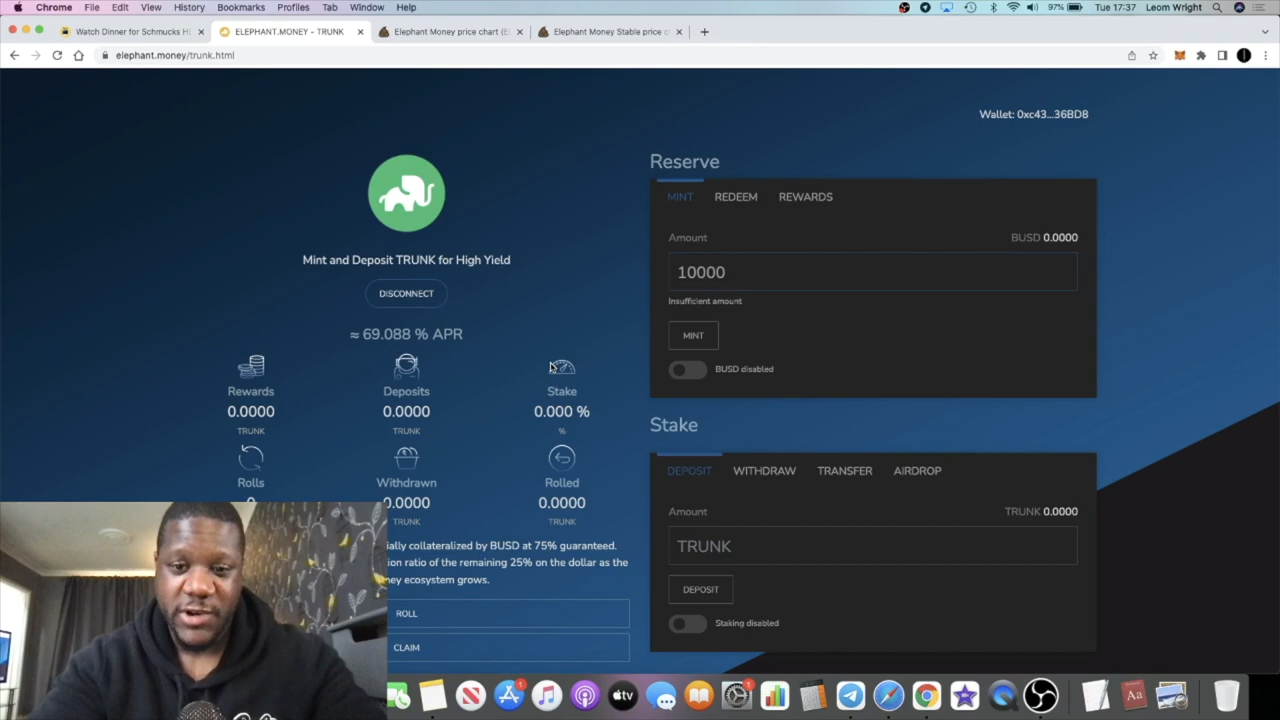 Chrome File Edit View History Bookmarks Profiles Tab Window Help 97% Tue 17:37 Leom Wright
Watch Dinner for Schmucks H ELEPHANT.MONEY - TRUNK Elephant Money price chart (E Elephant Money Stable price c
elephant.money/trunk.html
Wallet: 0xc43...36BD8
Mint and Deposit TRUNK for High Yield
DISCONNECT
≈ 69.088 % APR
Rewards Deposits Stake
0.0000 0.0000 0.000 %
TRUNK TRUNK %
Rolls Withdrawn Rolled
0 0.0000 0.0000
TRUNK TRUNK
ially collateralized by BUSD at 75% guaranteed.
ion ratio of the remaining 25% on the dollar as the
ney ecosystem grows.
ROLL
CLAIM
Reserve
MINT REDEEM REWARDS
Amount BUSD 0.0000
10000
Insufficient amount
MINT
BUSD disabled
Stake
DEPOSIT WITHDRAW TRANSFER AIRDROP
Amount TRUNK 0.0000
TRUNK
DEPOSIT
Staking disabled
tv
Aa